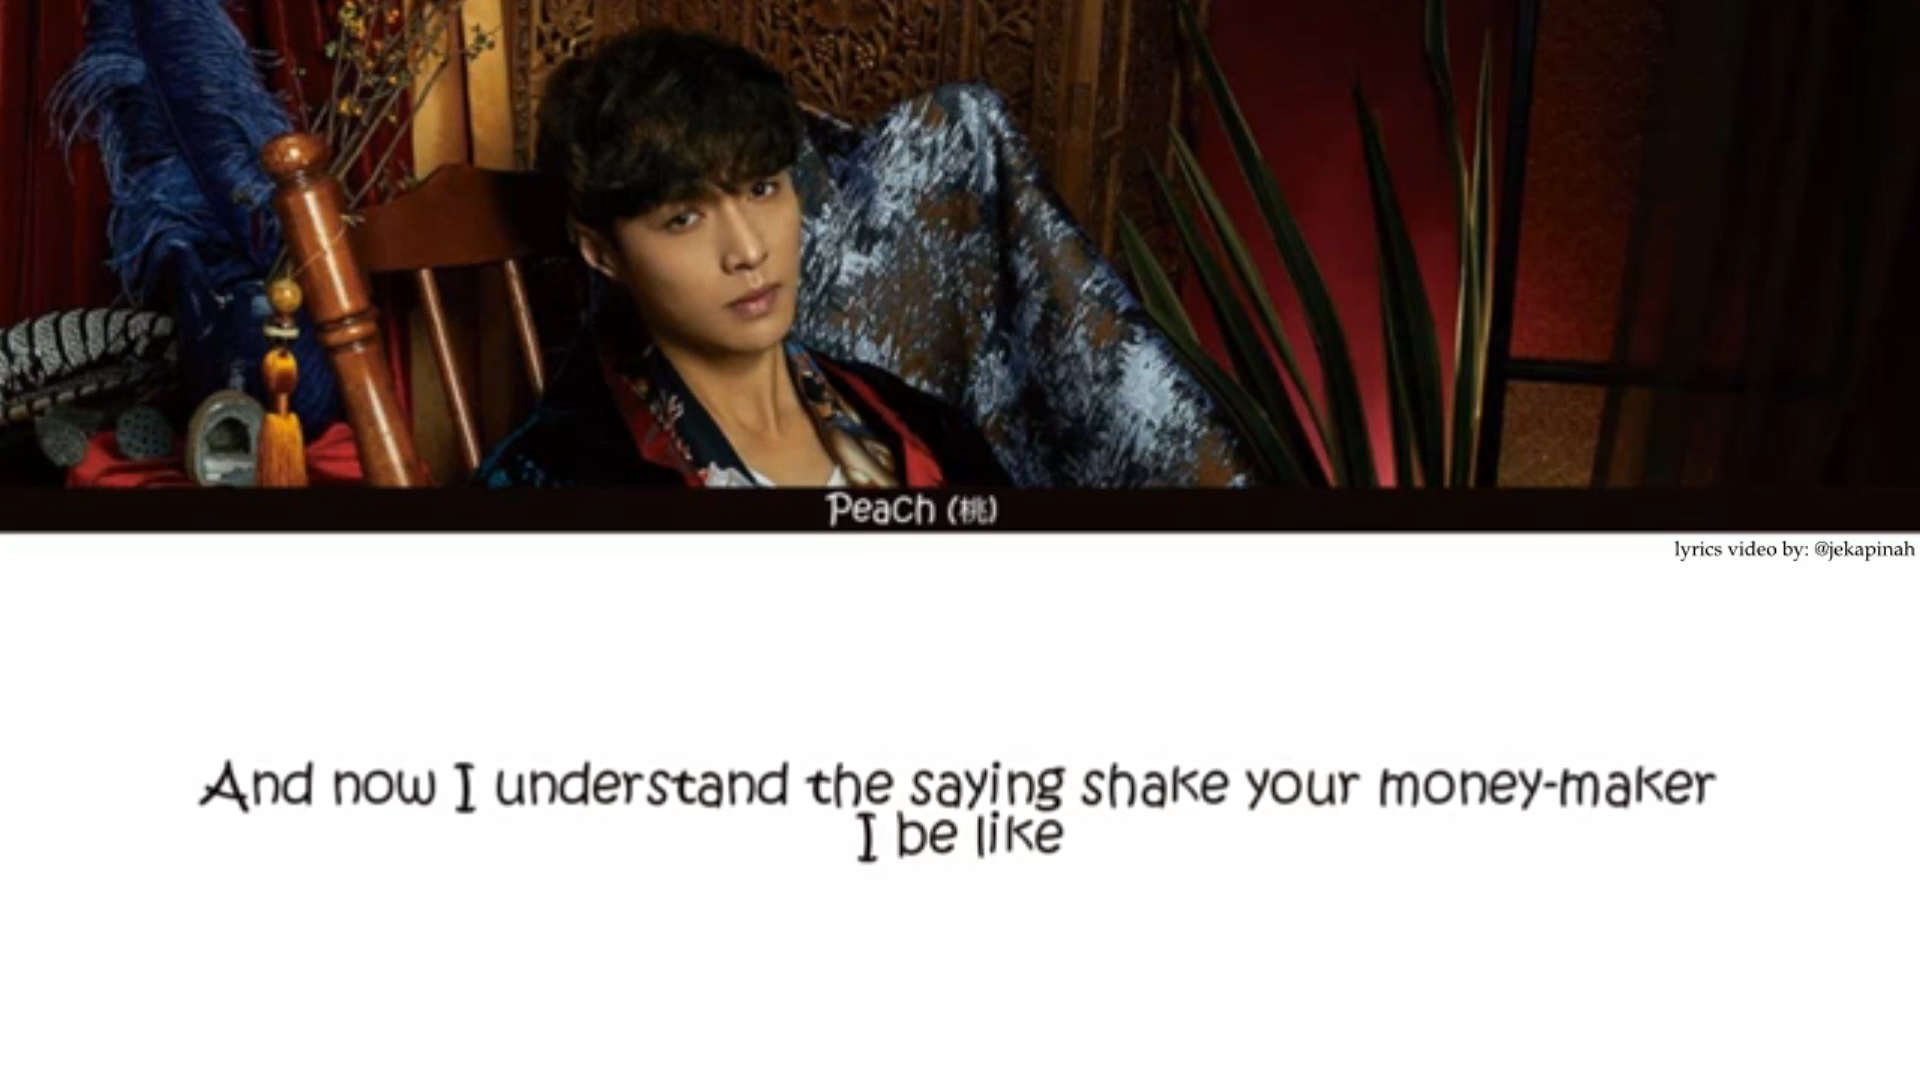 Peach (桃)
lyrics video by: @jekapinah
And now I understand the saying shake your money-maker
I be like